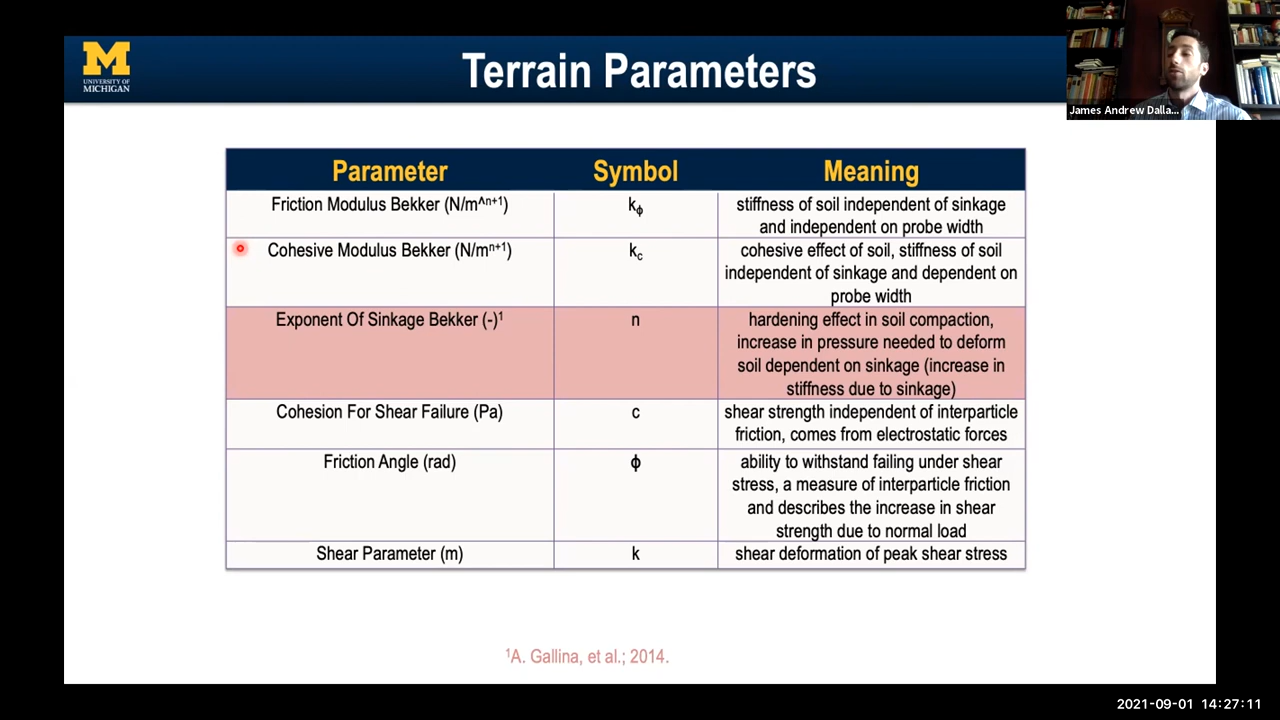 M
UNIVERSITY OF
MICHIGAN
Terrain Parameters
James Andrew Dalla...
Parameter Symbol Meaning
Friction Modulus Bekker (N/m^ⁿ⁺¹) kϕ stiffness of soil independent of sinkage
and independent on probe width
Cohesive Modulus Bekker (N/mⁿ⁺¹) kc cohesive effect of soil, stiffness of soil
independent of sinkage and dependent on
probe width
Exponent Of Sinkage Bekker (-)¹ n hardening effect in soil compaction,
increase in pressure needed to deform
soil dependent on sinkage (increase in
stiffness due to sinkage)
Cohesion For Shear Failure (Pa) c shear strength independent of interparticle
friction, comes from electrostatic forces
Friction Angle (rad) ϕ ability to withstand failing under shear
stress, a measure of interparticle friction
and describes the increase in shear
strength due to normal load
Shear Parameter (m) k shear deformation of peak shear stress
¹A. Gallina, et al.; 2014.
2021-09-01 14:27:11